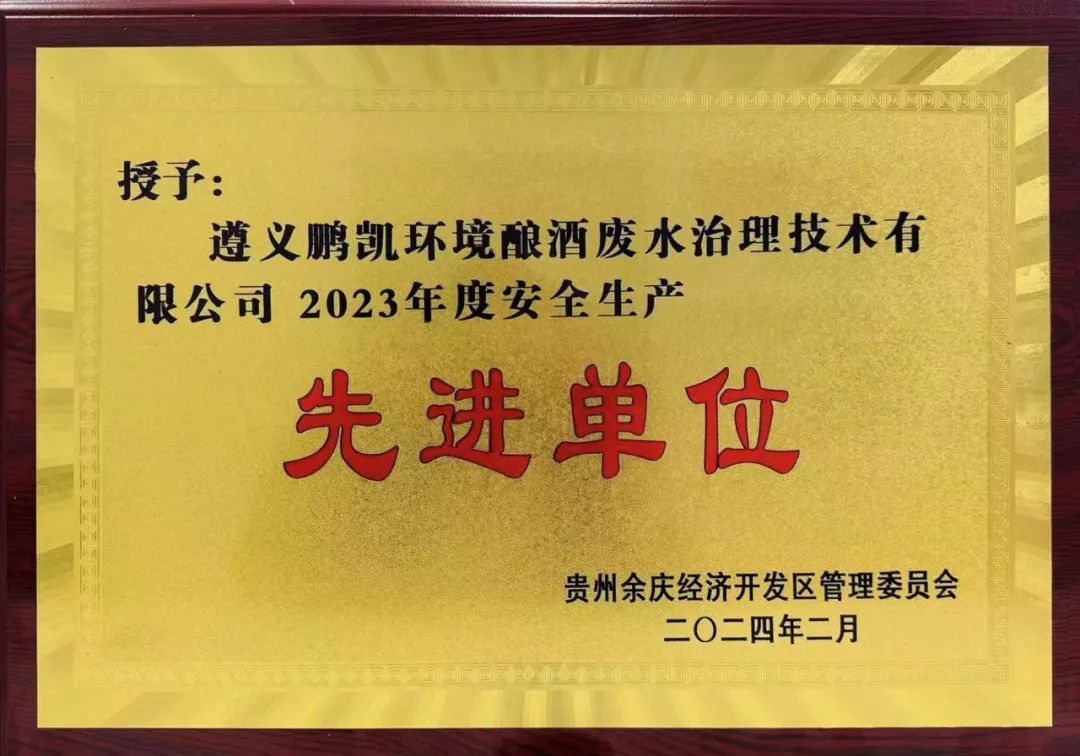 授予：
遵义鹏凯环境酿酒废水治理技术有
限公司 2023年度安全生产
先进单位
贵州余庆经济开发区管理委员会
二〇二四年二月